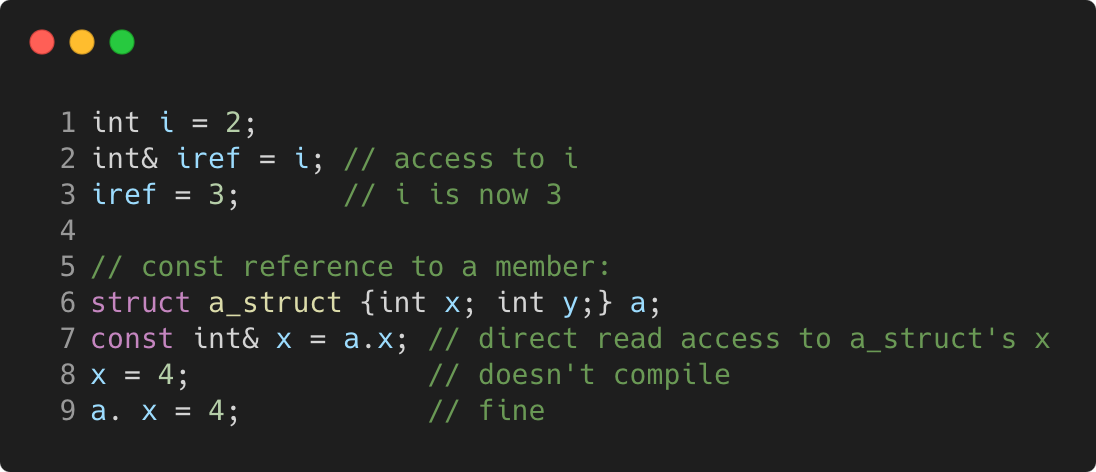 1 int i = 2;
2 int& iref = i; // access to i
3 iref = 3;      // i is now 3
4
5 // const reference to a member:
6 struct a_struct {int x; int y;} a;
7 const int& x = a.x; // direct read access to a_struct's x
8 x = 4;              // doesn't compile
9 a. x = 4;           // fine